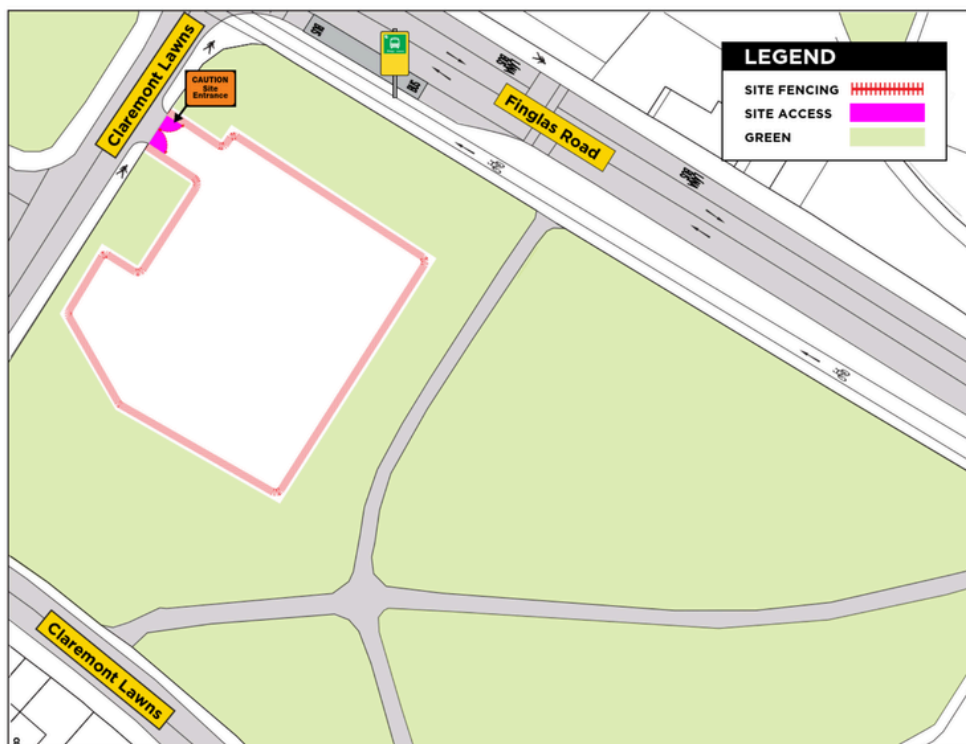 Claremont Lawns
CAUTION
Site
Entrance
Finglas Road
LEGEND
SITE FENCING
SITE ACCESS
GREEN
Claremont Lawns